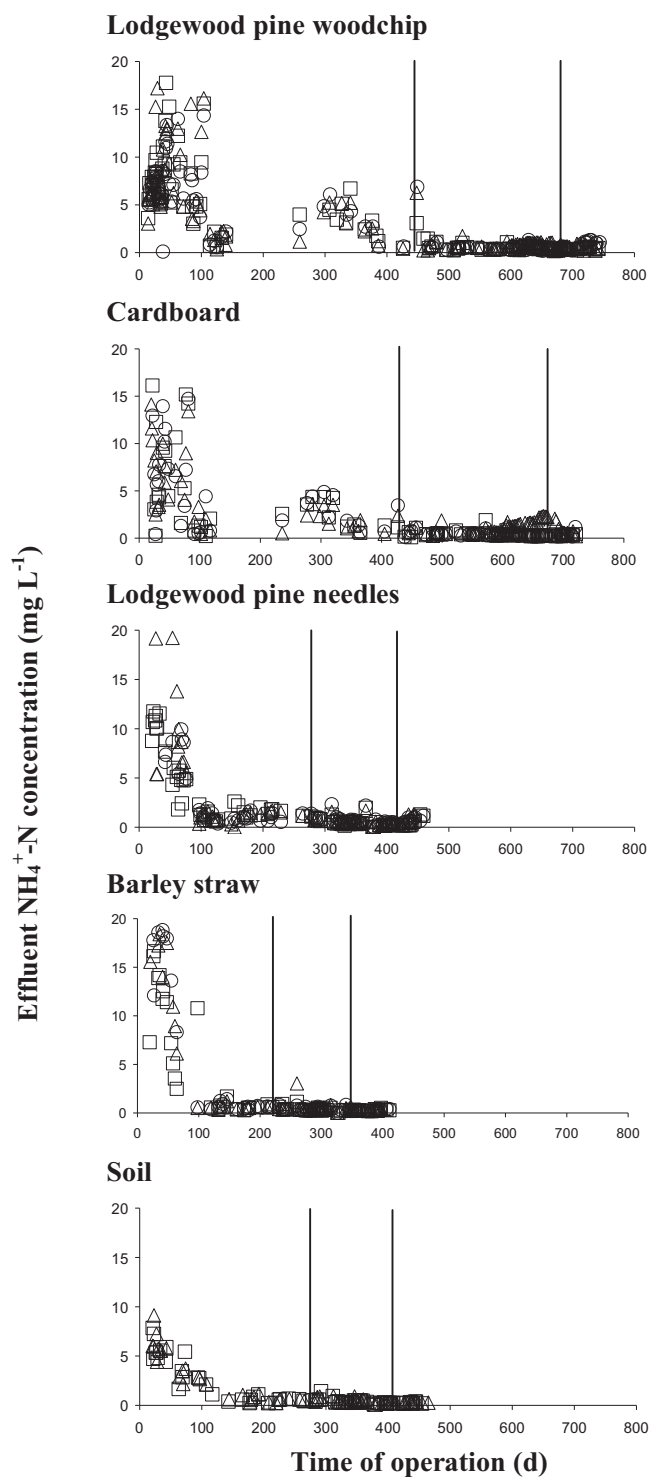 Lodgewood pine woodchip
20
15
10
5
0
0 100 200 300 400 500 600 700 800
Cardboard
20
15
10
5
0
0 100 200 300 400 500 600 700 800
Lodgewood pine needles
20
15
10
5
0
0 100 200 300 400 500 600 700 800
Barley straw
20
15
10
5
0
0 100 200 300 400 500 600 700 800
Soil
20
15
10
5
0
0 100 200 300 400 500 600 700 800
Time of operation (d)
Effluent NH₄⁺-N concentration (mg L⁻¹)